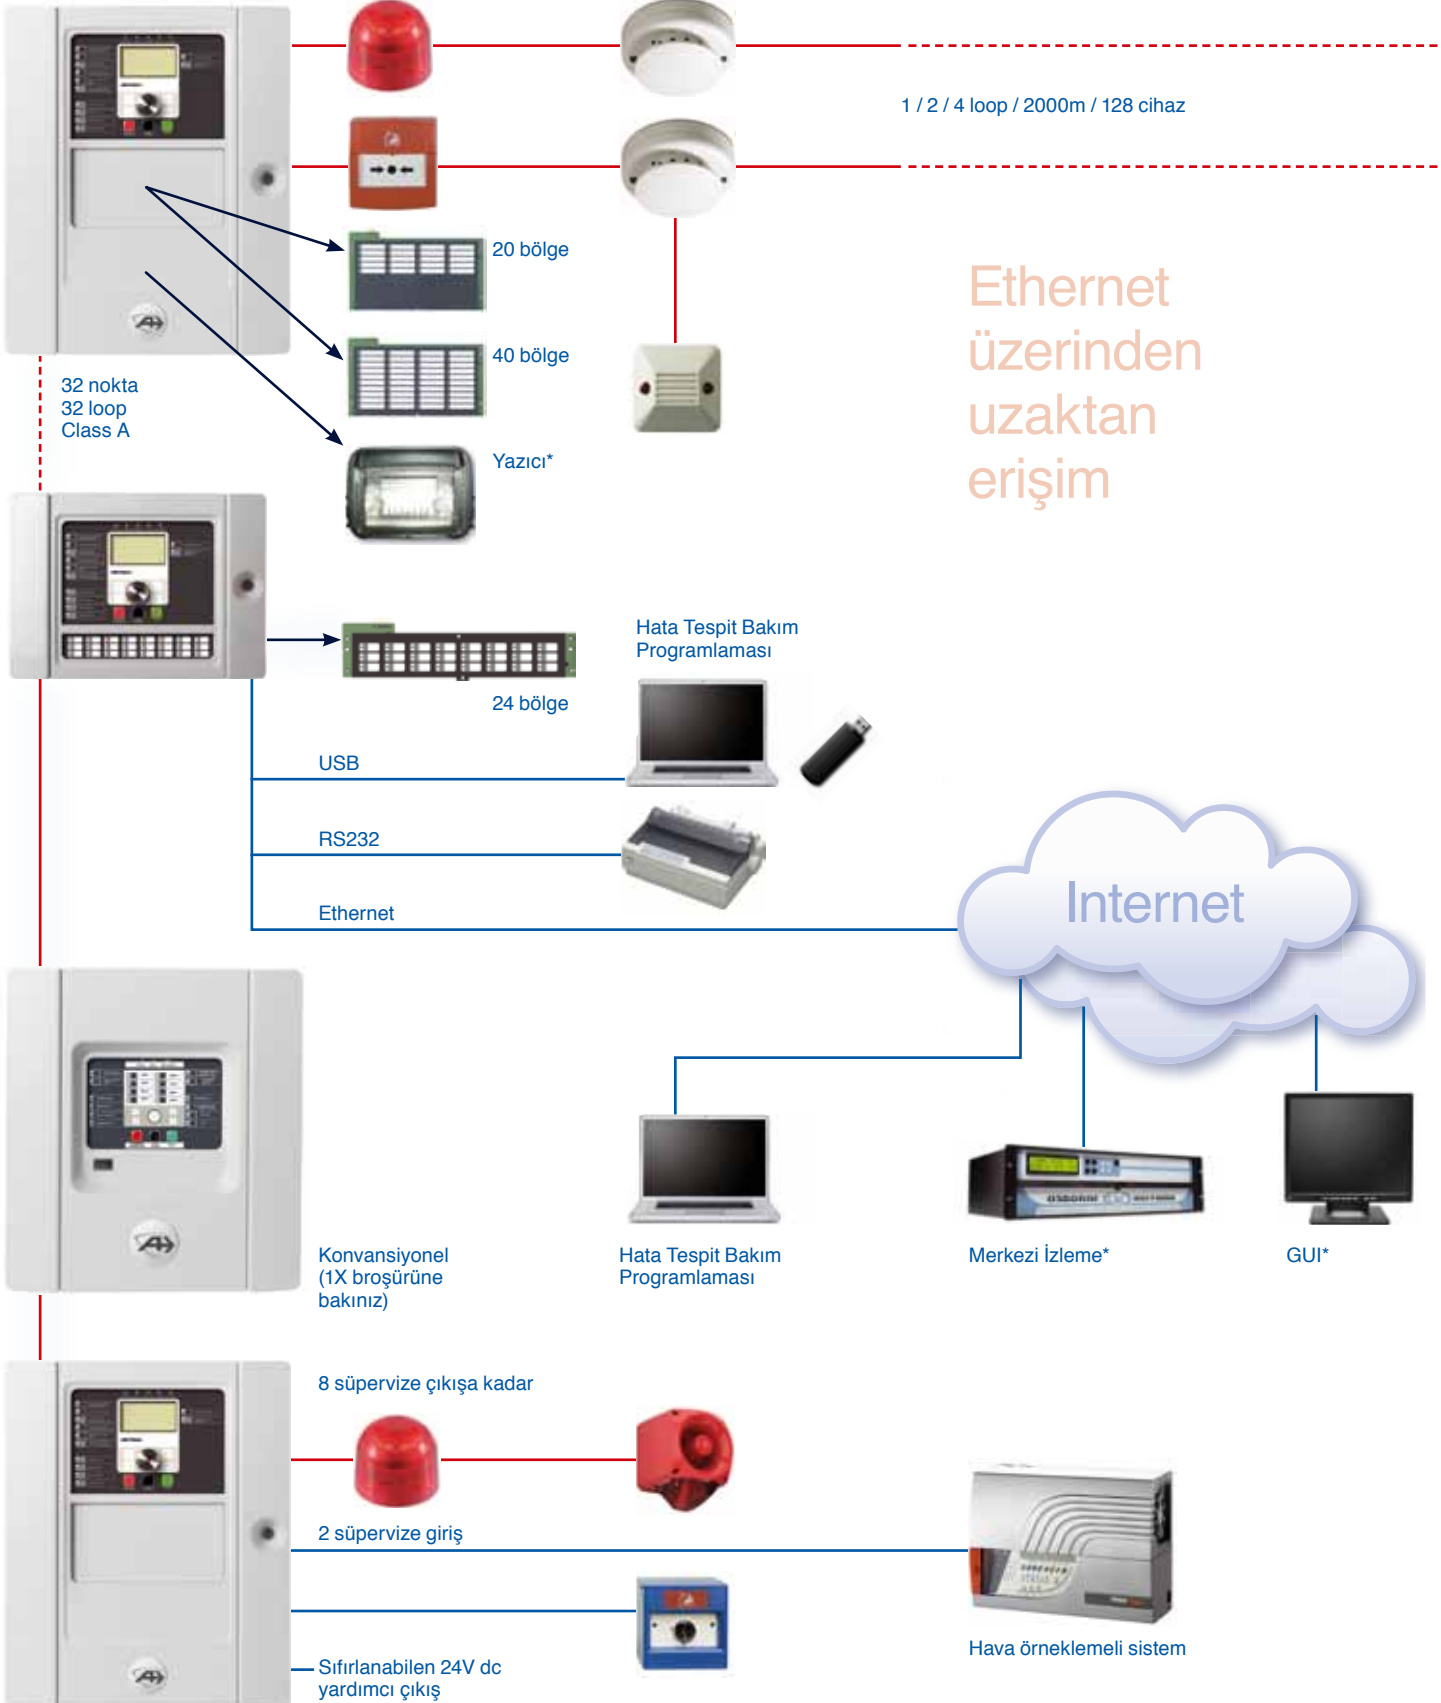 1 / 2 / 4 loop / 2000m / 128 cihaz
20 bölge
Ethernet
üzerinden
uzaktan
erişim
40 bölge
32 nokta
32 loop
Class A
Yazıcı*
Hata Tespit Bakım
Programlaması
24 bölge
USB
RS232
Ethernet
Internet
Konvansiyonel
(1X broşürüne
bakınız)
Hata Tespit Bakım
Programlaması
Merkezi İzleme*
GUI*
8 süpervize çıkışa kadar
2 süpervize giriş
Hava örneklemeli sistem
Sıfırlanabilen 24V dc
yardımcı çıkış